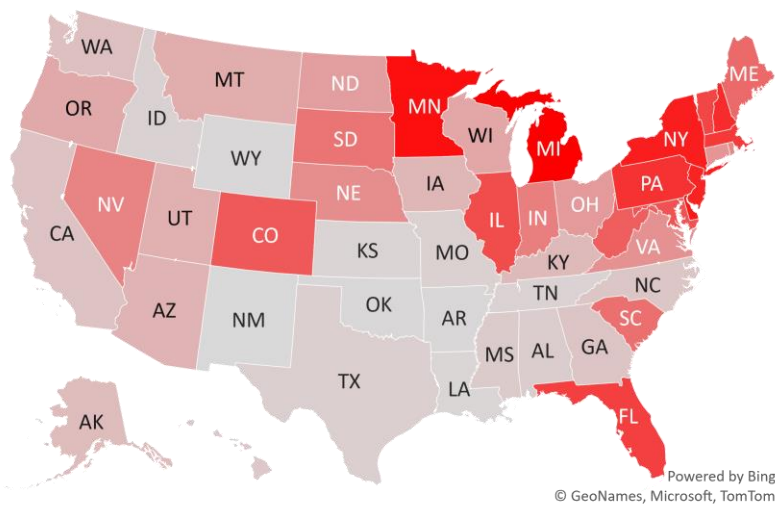 WA
MT
ND
MN
ME
OR
ID
SD
WI
MI
NY
WY
IA
PA
NV
NE
IL
IN
OH
UT
CO
CA
KS
MO
KY
VA
AZ
NM
OK
TN
NC
AR
SC
MS
AL
GA
TX
LA
AK
FL
Powered by Bing
© GeoNames, Microsoft, TomTom